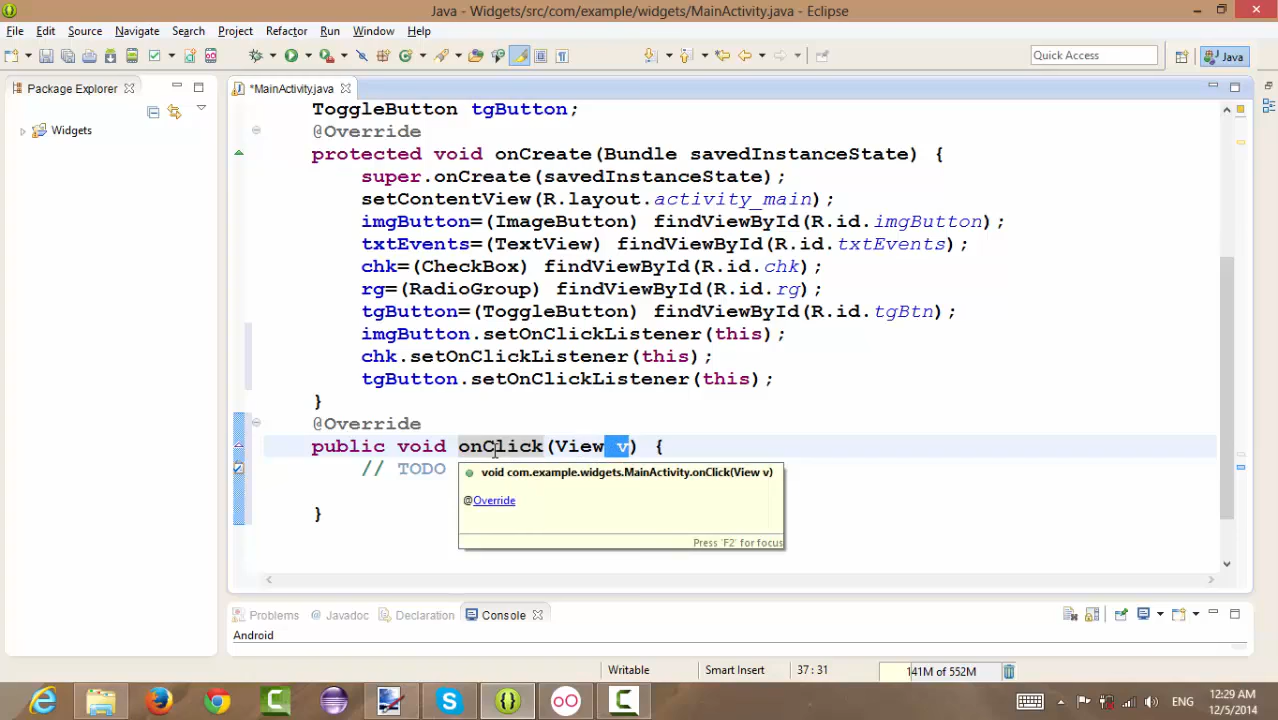 Java - Widgets/src/com/example/widgets/MainActivity.java - Eclipse
File Edit Source Navigate Search Project Refactor Run Window Help
Quick Access
Java
Package Explorer
*MainActivity.java
Widgets
ToggleButton tgButton;
@Override
protected void onCreate(Bundle savedInstanceState) {
super.onCreate(savedInstanceState);
setContentView(R.layout.activity_main);
imgButton=(ImageButton) findViewById(R.id.imgButton);
txtEvents=(TextView) findViewById(R.id.txtEvents);
chk=(CheckBox) findViewById(R.id.chk);
rg=(RadioGroup) findViewById(R.id.rg);
tgButton=(ToggleButton) findViewById(R.id.tgBtn);
imgButton.setOnClickListener(this);
chk.setOnClickListener(this);
tgButton.setOnClickListener(this);
}
@Override
public void onClick(View v) {
// TODO
void com.example.widgets.MainActivity.onClick(View v)
@Override
Press 'F2' for focus
}
Problems @ Javadoc Declaration Console
Android
Writable Smart Insert 37 : 31 141M of 552M
ENG
12:29 AM
12/5/2014